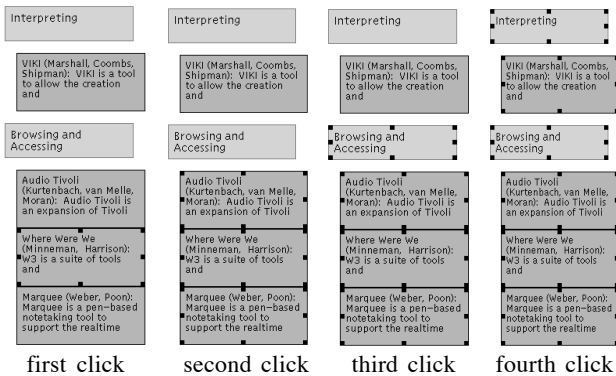 Interpreting
VIKI (Marshall, Coombs,
Shipman): VIKI is a tool
to allow the creation
and
Browsing and
Accessing
Audio Tivoli
(Kurtenbach, van Melle,
Moran): Audio Tivoli is
an expansion of Tivoli
Where Were We
(Minneman, Harrison):
W3 is a suite of tools
and
Marquee (Weber, Poon):
Marquee is a pen-based
notetaking tool to
support the realtime
first click
Interpreting
VIKI (Marshall, Coombs,
Shipman): VIKI is a tool
to allow the creation
and
Browsing and
Accessing
Audio Tivoli
(Kurtenbach, van Melle,
Moran): Audio Tivoli is
an expansion of Tivoli
Where Were We
(Minneman, Harrison):
W3 is a suite of tools
and
Marquee (Weber, Poon):
Marquee is a pen-based
notetaking tool to
support the realtime
second click
Interpreting
VIKI (Marshall, Coombs,
Shipman): VIKI is a tool
to allow the creation
and
Browsing and
Accessing
Audio Tivoli
(Kurtenbach, van Melle,
Moran): Audio Tivoli is
an expansion of Tivoli
Where Were We
(Minneman, Harrison):
W3 is a suite of tools
and
Marquee (Weber, Poon):
Marquee is a pen-based
notetaking tool to
support the realtime
third click
Interpreting
VIKI (Marshall, Coombs,
Shipman): VIKI is a tool
to allow the creation
and
Browsing and
Accessing
Audio Tivoli
(Kurtenbach, van Melle,
Moran): Audio Tivoli is
an expansion of Tivoli
Where Were We
(Minneman, Harrison):
W3 is a suite of tools
and
Marquee (Weber, Poon):
Marquee is a pen-based
notetaking tool to
support the realtime
fourth click